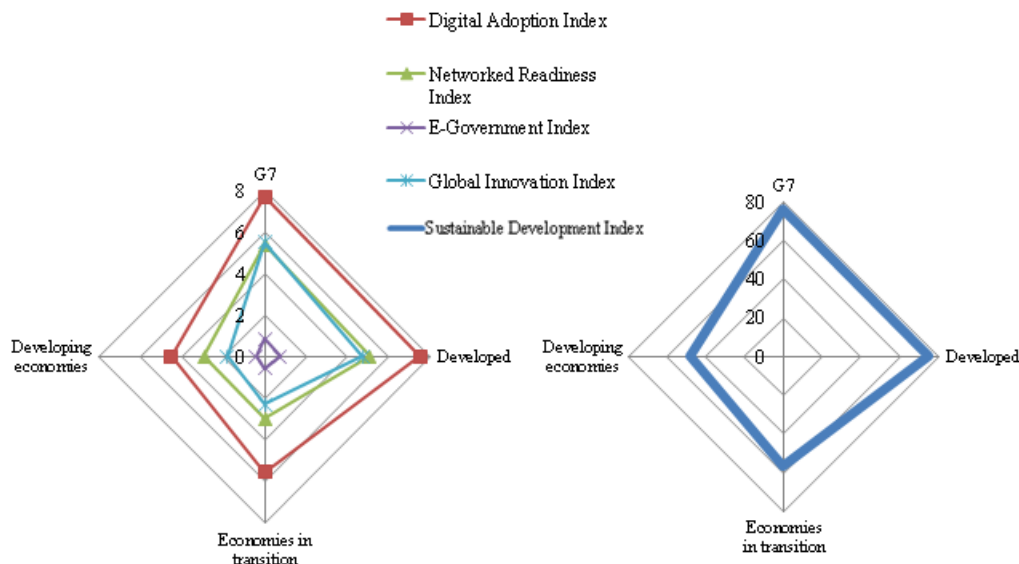 Digital Adoption Index
Networked Readiness
Index
E-Government Index
Global Innovation Index
Sustainable Development Index
G7
8
6
4
2
0
Developing
economies
Developed
Economies in
transition
G7
80
60
40
20
0
Developing
economies
Developed
Economies
in transition